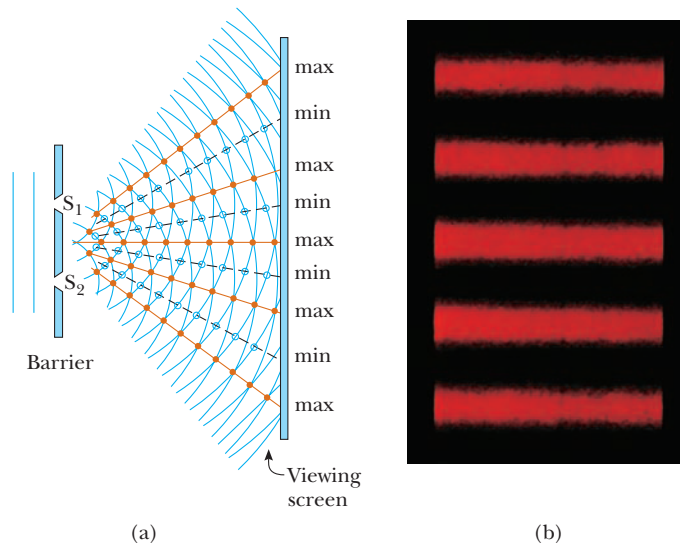 max
min
max
S1
min
max
min
S2
max
Barrier
min
max
Viewing
screen
(a)
(b)